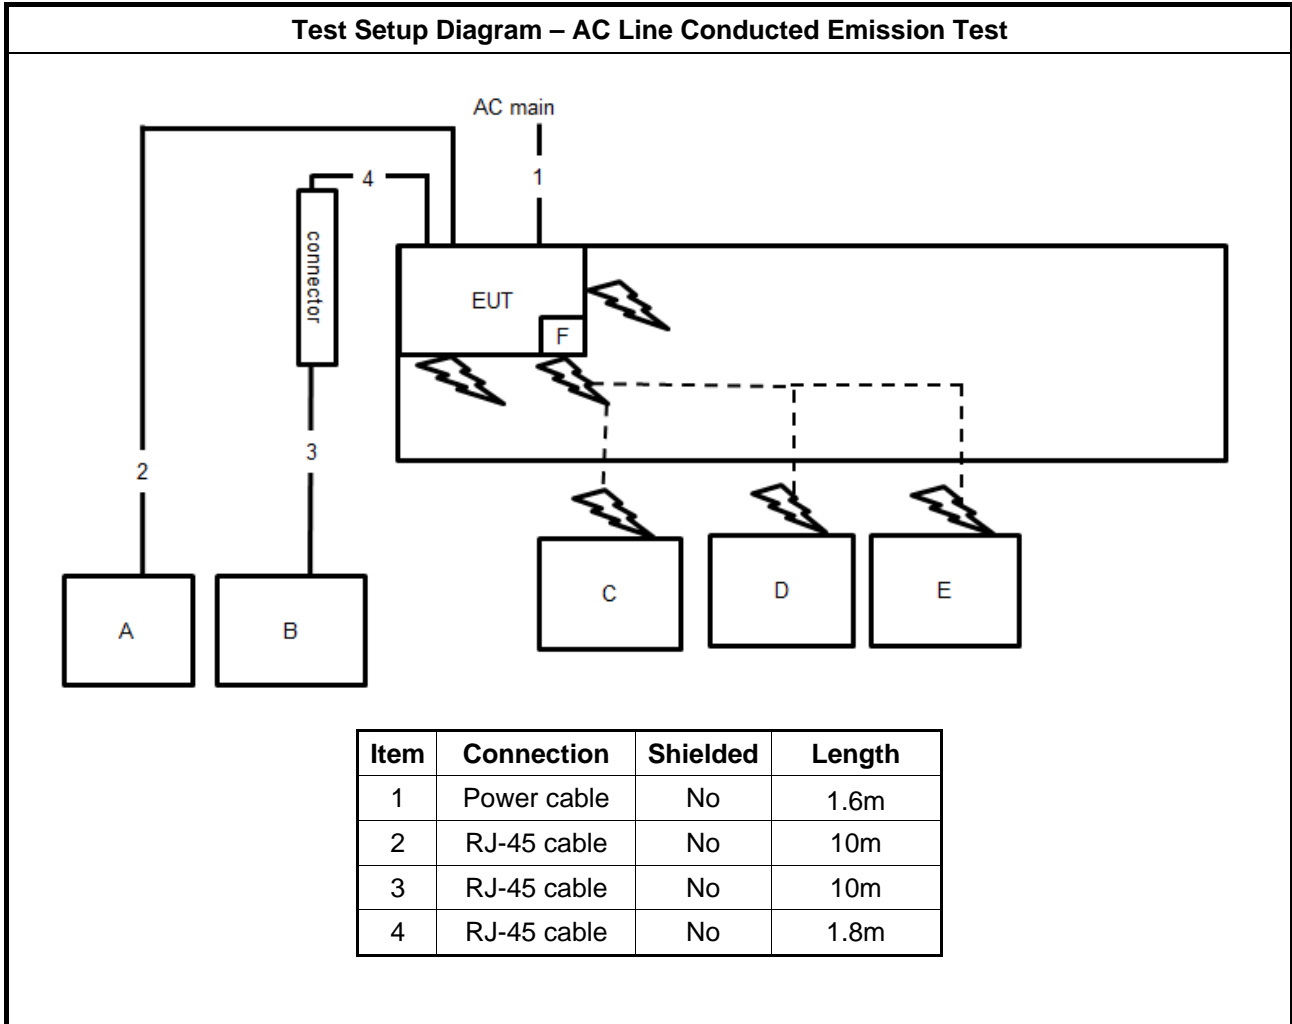 Test Setup Diagram – AC Line Conducted Emission Test
AC main
4
1
connector
EUT
F
3
2
C
D
E
A
B
Item Connection Shielded Length
1 Power cable No 1.6m
2 RJ-45 cable No 10m
3 RJ-45 cable No 10m
4 RJ-45 cable No 1.8m